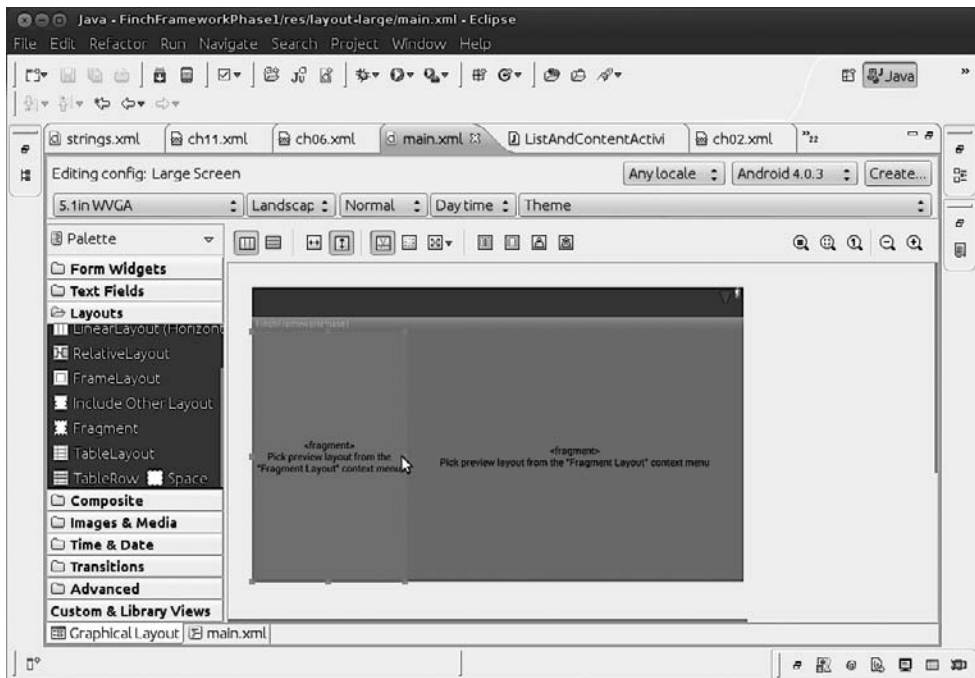 Java - FinchFrameworkPhase1/res/layout-large/main.xml - Eclipse
File Edit Refactor Run Navigate Search Project Window Help
Java
strings.xml ch11.xml ch06.xml main.xml ListAndContentActivi ch02.xml 22
Editing config: Large Screen Any locale Android 4.0.3 Create...
5.1in WVGA Landscap Normal Day time Theme
Palette
Form Widgets
Text Fields
Layouts
LinearLayout (Horizont
RelativeLayout
FrameLayout
Include Other Layout
Fragment
TableLayout
TableRow Space
Composite
Images & Media
Time & Date
Transitions
Advanced
Custom & Library Views
FinchFrameworkPhase1
<fragment>
Pick preview layout from the
"Fragment Layout" context menu
<fragment>
Pick preview layout from the "Fragment Layout" context menu
Graphical Layout main.xml